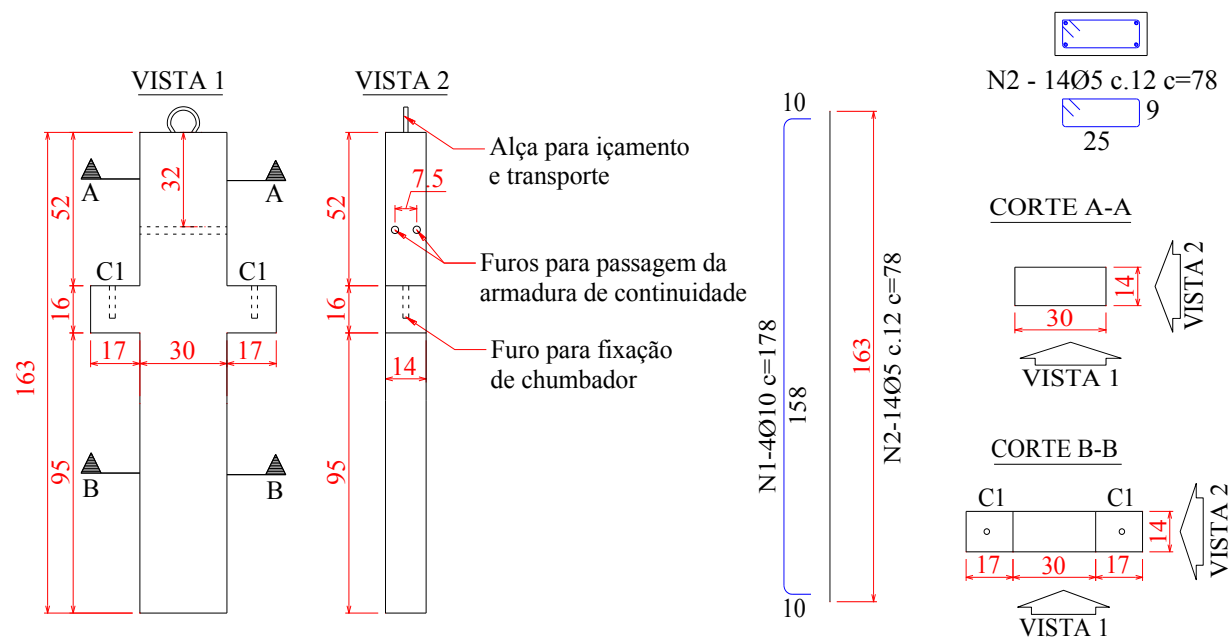 VISTA 1
A
A
52
32
C1
C1
16
17
30
17
163
95
B
B
VISTA 2
Alça para içamento
e transporte
7.5
52
Furos para passagem da
armadura de continuidade
16
Furo para fixação
de chumbador
14
95
10
N1-4Ø10 c=178
158
163
N2-14Ø5 c.12 c=78
10
N2 - 14Ø5 c.12 c=78
9
25
CORTE A-A
14
VISTA 2
30
VISTA 1
CORTE B-B
C1
C1
14
VISTA 2
17
30
17
VISTA 1